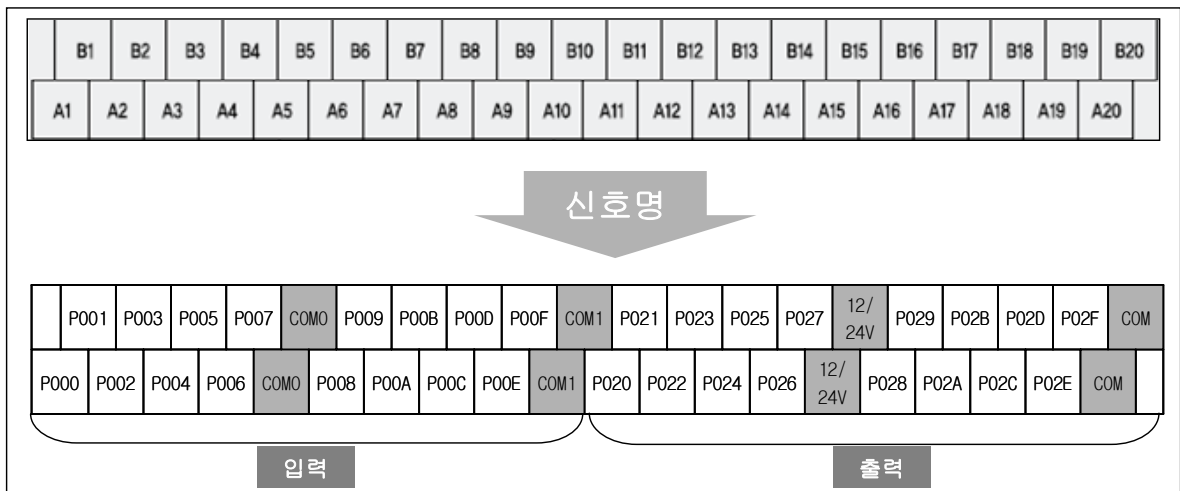 B1 B2 B3 B4 B5 B6 B7 B8 B9 B10 B11 B12 B13 B14 B15 B16 B17 B18 B19 B20
A1 A2 A3 A4 A5 A6 A7 A8 A9 A10 A11 A12 A13 A14 A15 A16 A17 A18 A19 A20
신호명
P001 P003 P005 P007 COM0 P009 P00B P00D P00F COM1 P021 P023 P025 P027 12/24V P029 P02B P02D P02F COM
P000 P002 P004 P006 COM0 P008 P00A P00C P00E COM1 P020 P022 P024 P026 12/24V P028 P02A P02C P02E COM
입력 출력